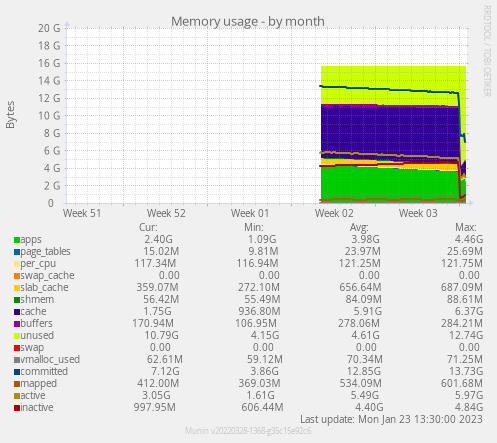 Memory usage - by month
RRDTOOL / TOBI OETIKER
Bytes
20 G
18 G
16 G
14 G
12 G
10 G
8 G
6 G
4 G
2 G
0
Week 51 Week 52 Week 01 Week 02 Week 03
Cur: Min: Avg: Max:
apps 2.40G 1.09G 3.98G 4.46G
page_tables 15.02M 9.81M 23.97M 25.69M
per_cpu 117.34M 116.94M 121.25M 121.75M
swap_cache 0.00 0.00 0.00 0.00
slab_cache 359.07M 272.10M 656.64M 687.09M
shmem 56.42M 55.49M 84.09M 88.61M
cache 1.75G 936.80M 5.91G 6.37G
buffers 170.94M 106.95M 278.06M 284.21M
unused 10.79G 4.15G 4.61G 12.74G
swap 0.00 0.00 0.00 0.00
vmalloc_used 62.61M 59.12M 70.34M 71.25M
committed 7.12G 3.86G 12.85G 13.73G
mapped 412.00M 369.03M 534.09M 601.68M
active 3.05G 1.61G 5.49G 5.97G
inactive 997.95M 606.44M 4.40G 4.84G
Last update: Mon Jan 23 13:30:00 2023
Munin v20220328-1368-g35c15e92c6